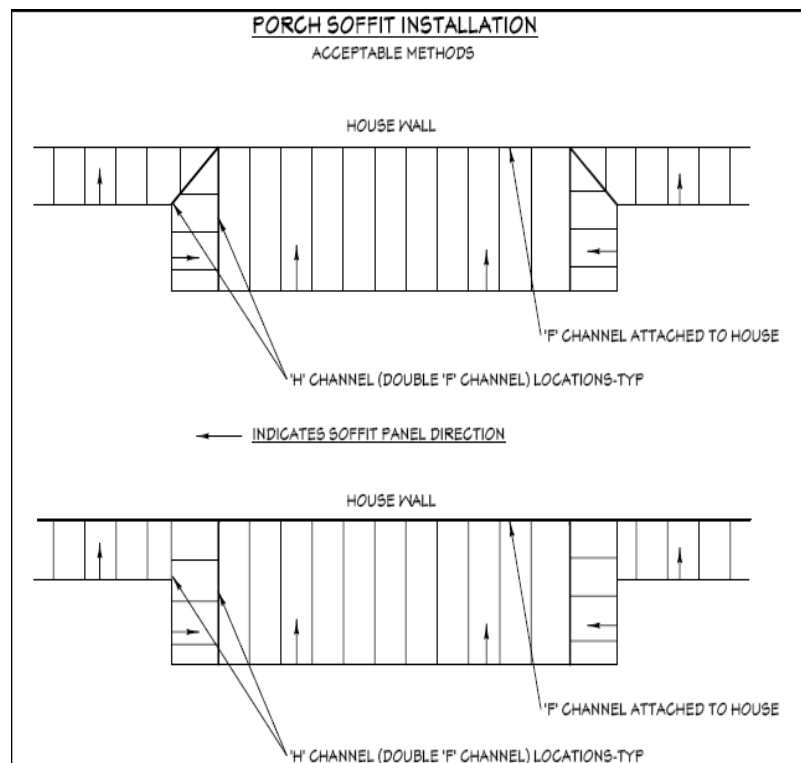 PORCH SOFFIT INSTALLATION
ACCEPTABLE METHODS
HOUSE WALL
'F' CHANNEL ATTACHED TO HOUSE
'H' CHANNEL (DOUBLE 'F' CHANNEL) LOCATIONS-TYP
INDICATES SOFFIT PANEL DIRECTION
HOUSE WALL
'F' CHANNEL ATTACHED TO HOUSE
'H' CHANNEL (DOUBLE 'F' CHANNEL) LOCATIONS-TYP